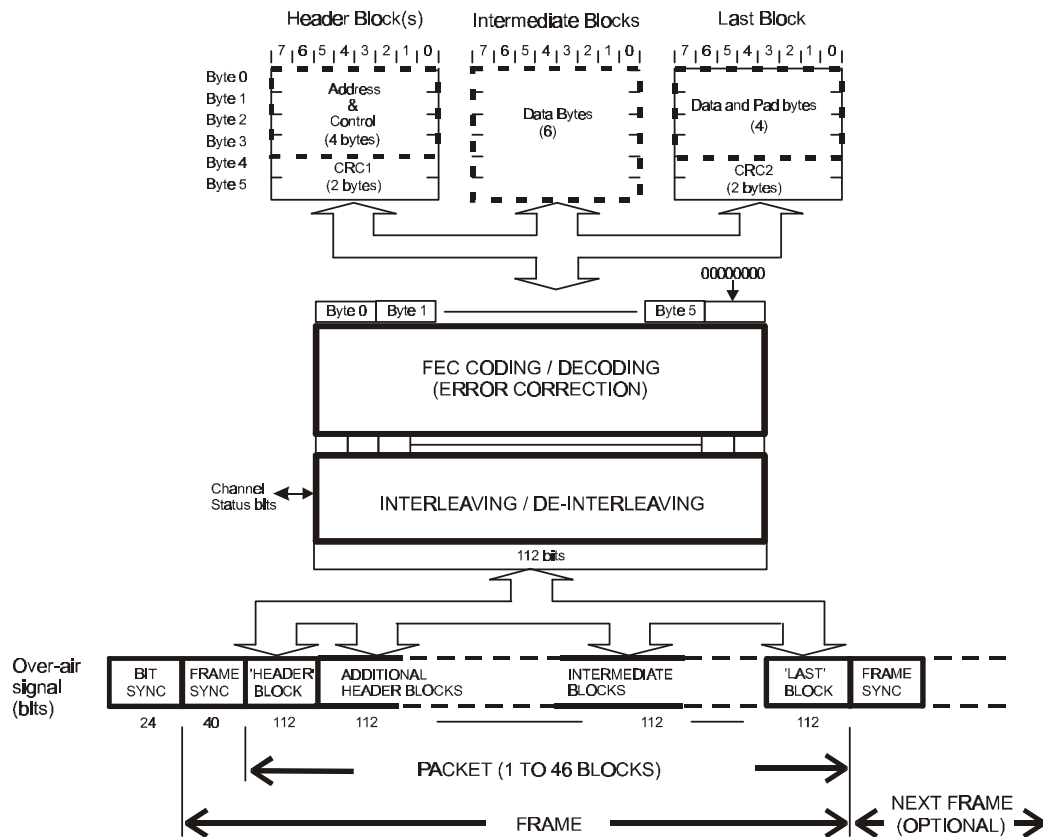 Header Block(s)
Intermediate Blocks
Last Block
7 6 5 4 3 2 1 0
7 6 5 4 3 2 1 0
7 6 5 4 3 2 1 0
Byte 0
Byte 1
Byte 2
Byte 3
Byte 4
Byte 5
Address
&
Control
(4 bytes)
CRC1
(2 bytes)
Data Bytes
(6)
Data and Pad bytes
(4)
CRC2
(2 bytes)
00000000
Byte 0
Byte 1
Byte 5
FEC CODING / DECODING
(ERROR CORRECTION)
Channel
Status bits
INTERLEAVING / DE-INTERLEAVING
112 bits
Over-air
signal
(bits)
BIT
SYNC
FRAME
SYNC
'HEADER'
BLOCK
ADDITIONAL
HEADER BLOCKS
INTERMEDIATE
BLOCKS
'LAST'
BLOCK
FRAME
SYNC
24
40
112
112
112
112
PACKET (1 TO 46 BLOCKS)
FRAME
NEXT FRAME
(OPTIONAL)